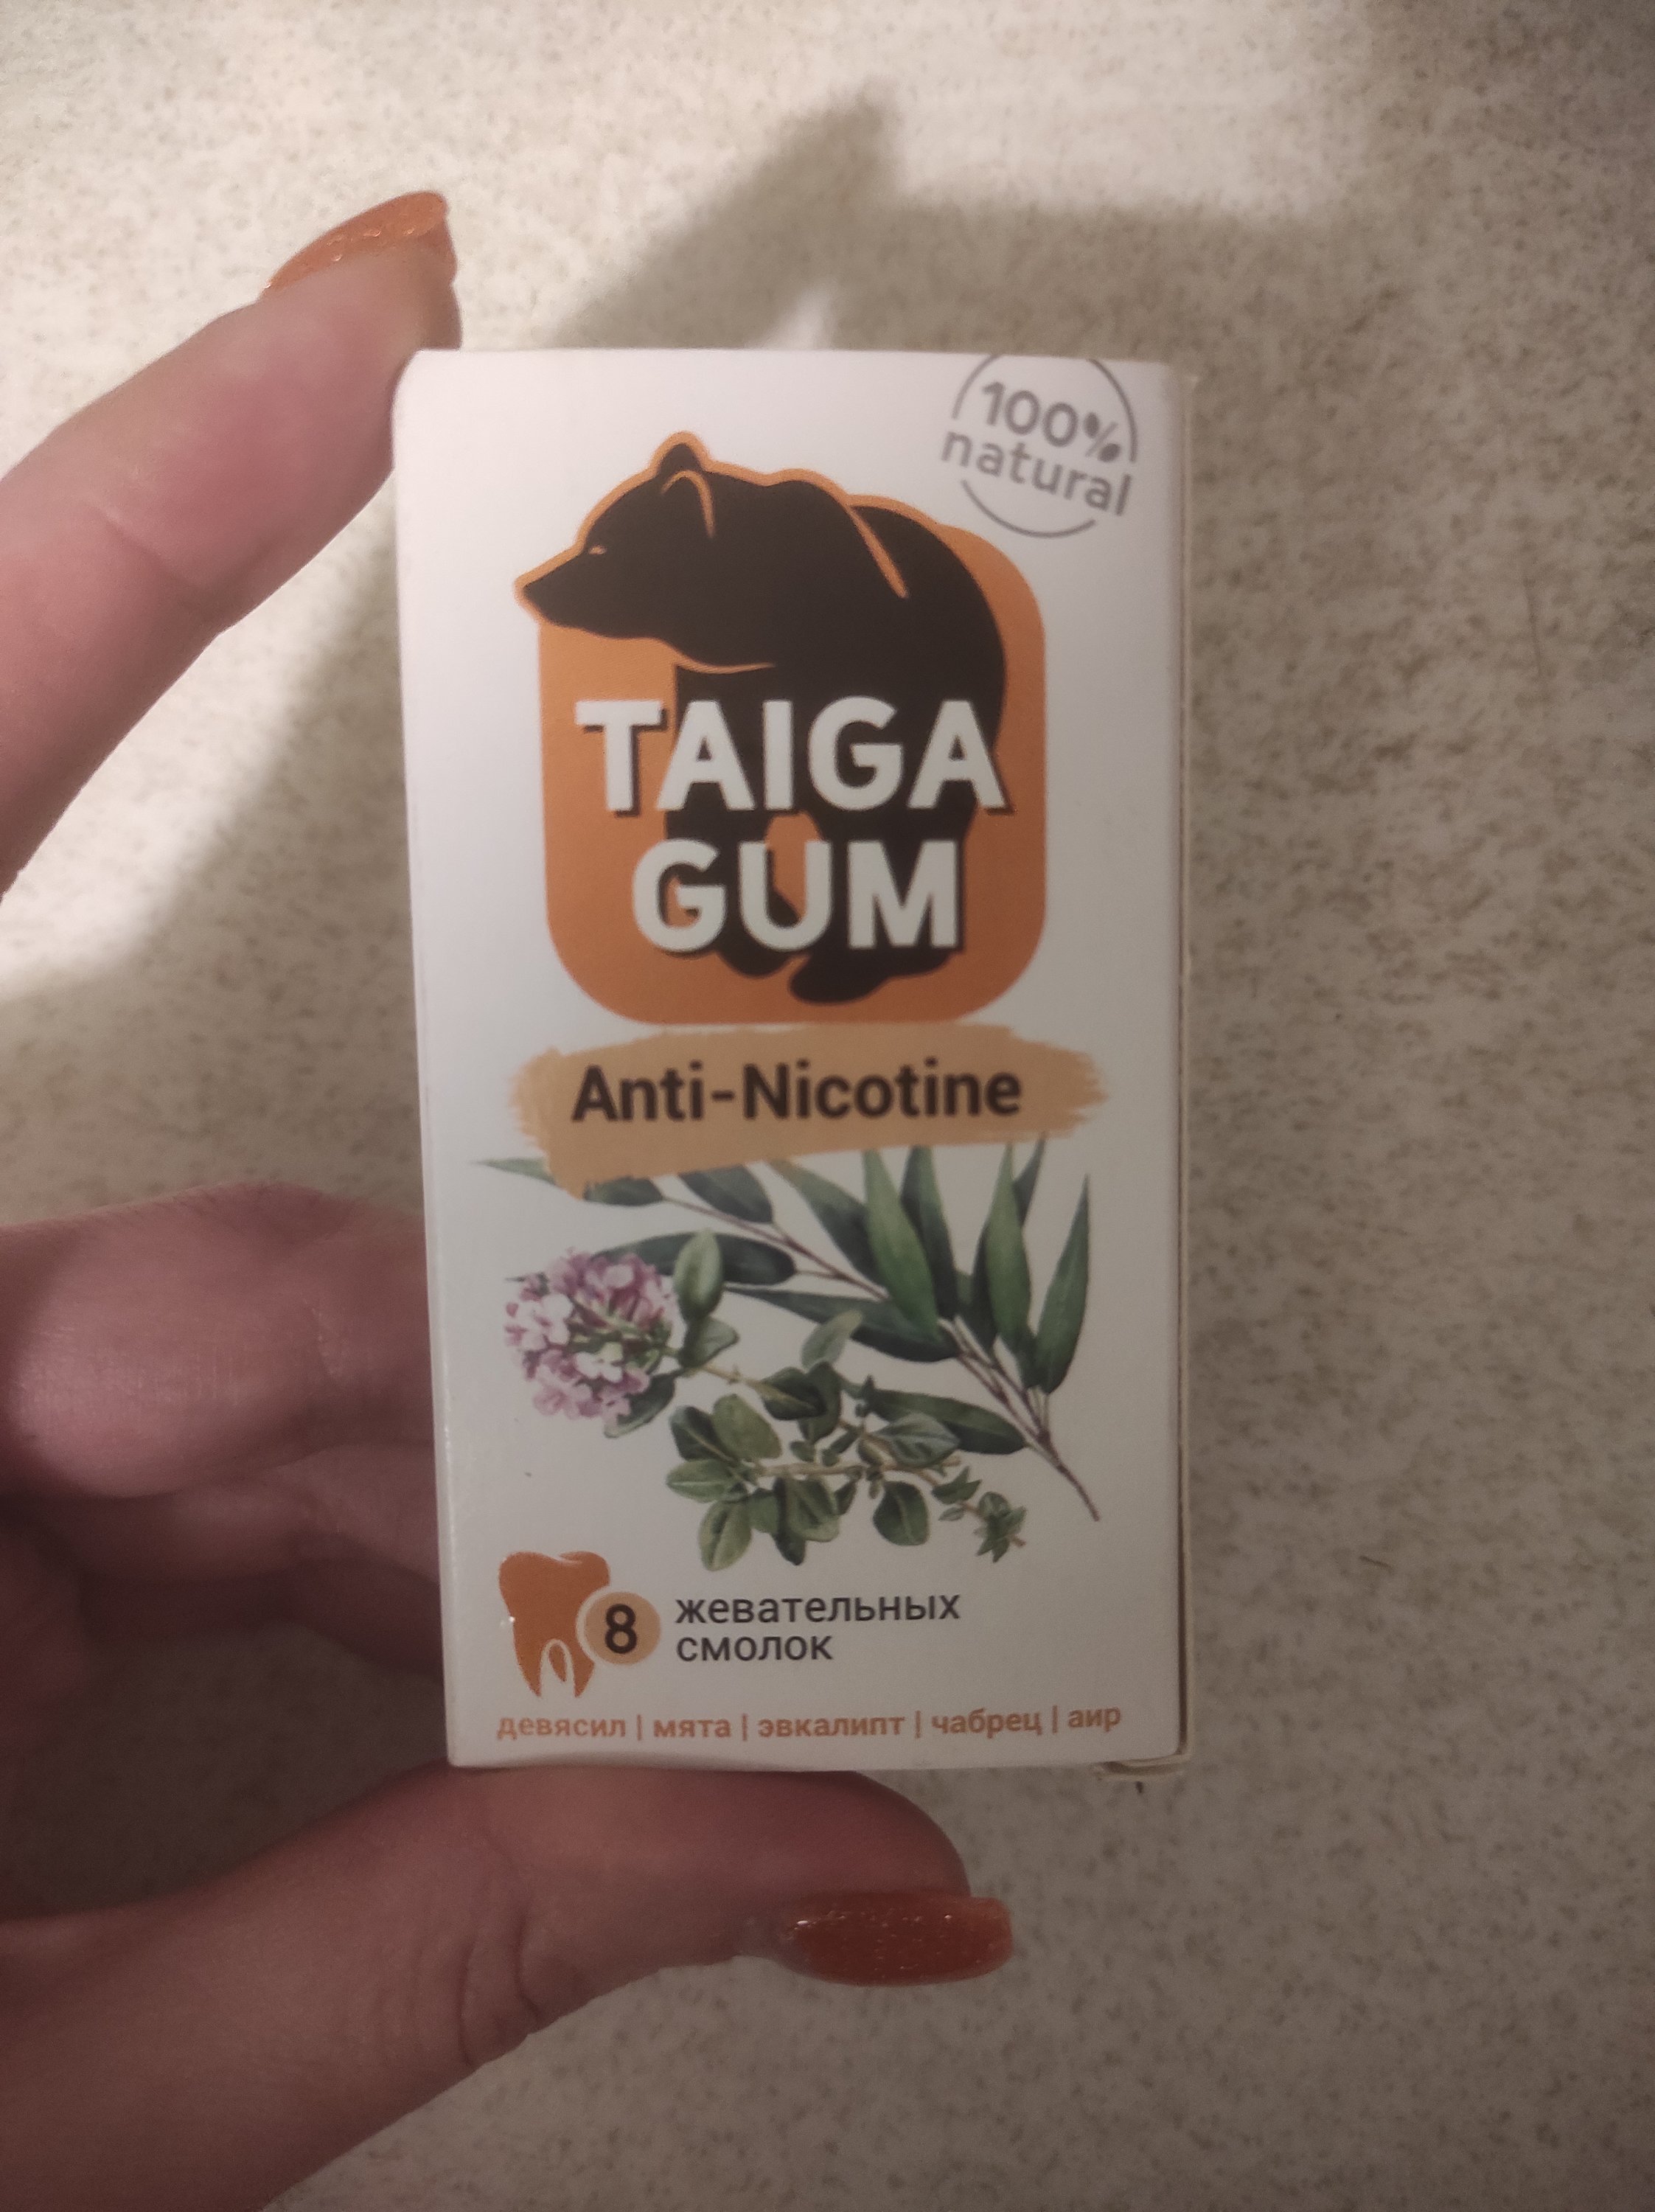 100%
natural
TAIGA
GUM
Anti-Nicotine
8 жевательных
смолок
девясил | мята | эвкалипт | чабрец | аир